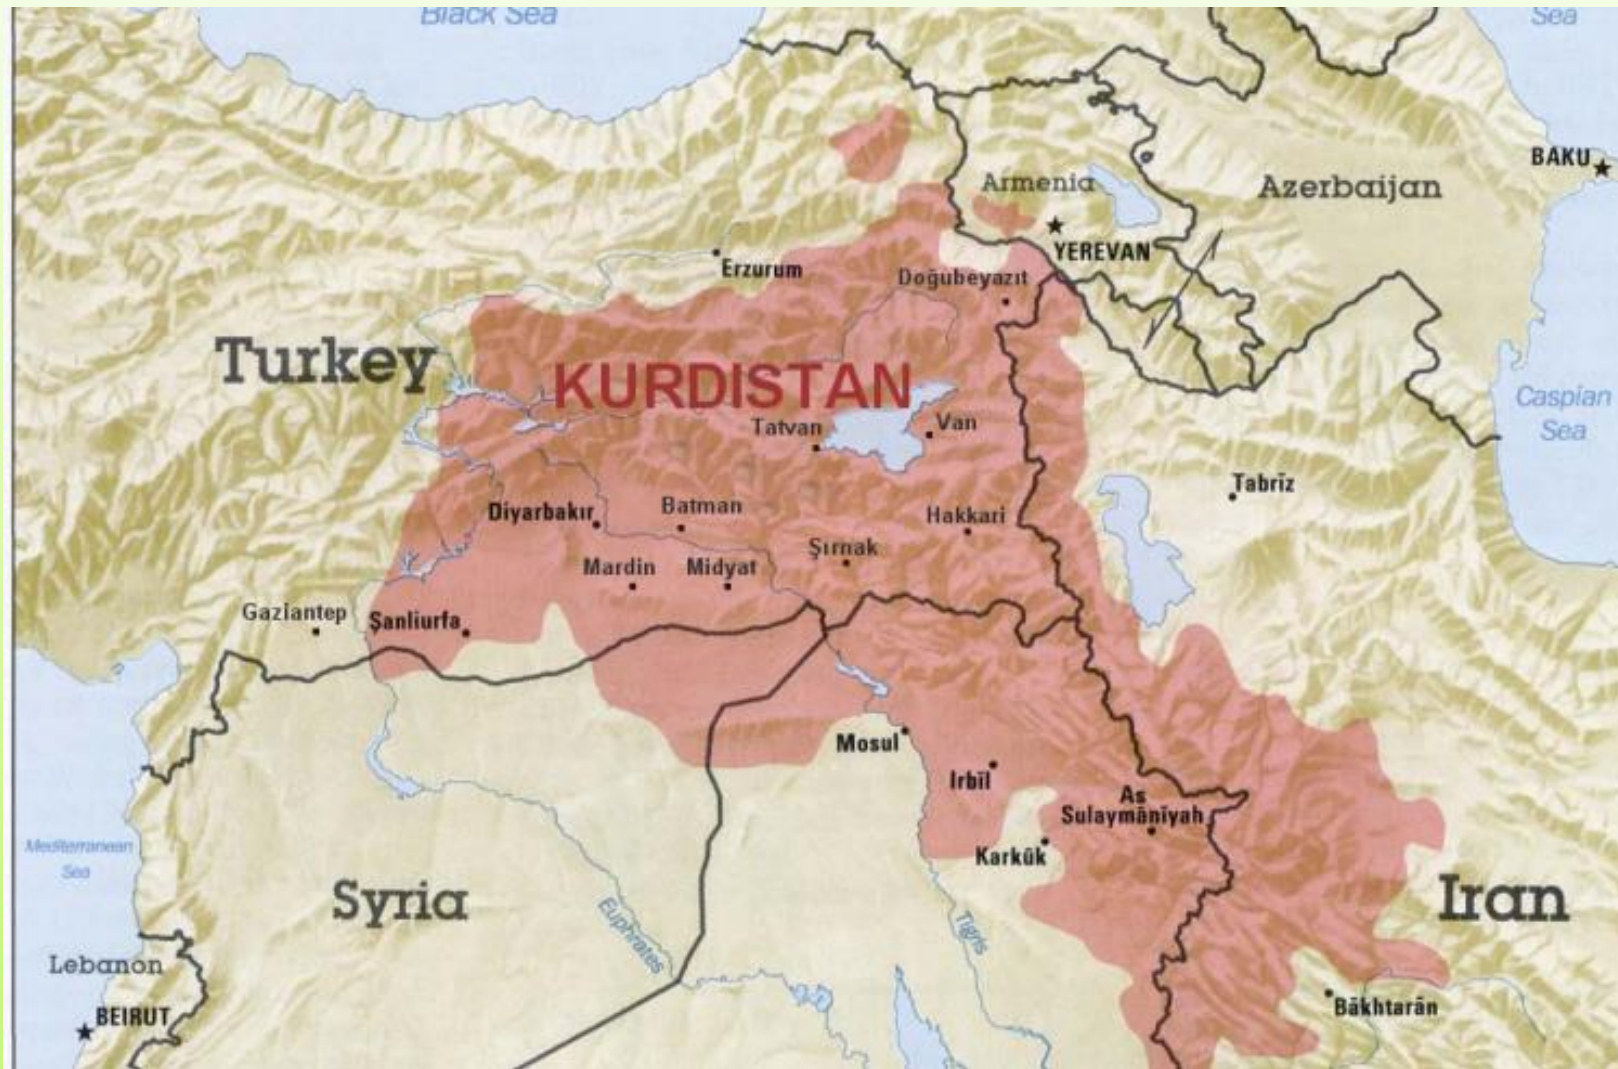 Black Sea
Sea
BAKU
Armenia
Azerbaijan
YEREVAN
Erzurum
Doğubeyazıt
Turkey
KURDISTAN
Caspian
Sea
Tatvan
Van
Tabrīz
Diyarbakır
Batman
Hakkari
Şırnak
Mardin
Midyat
Gaziantep
Şanliurfa
Mosul
Irbīl
As
Sulaymānīyah
Karkūk
Mediterranean
Sea
Syria
Iran
Euphrates
Tigris
Lebanon
BEIRUT
Bākhtarān